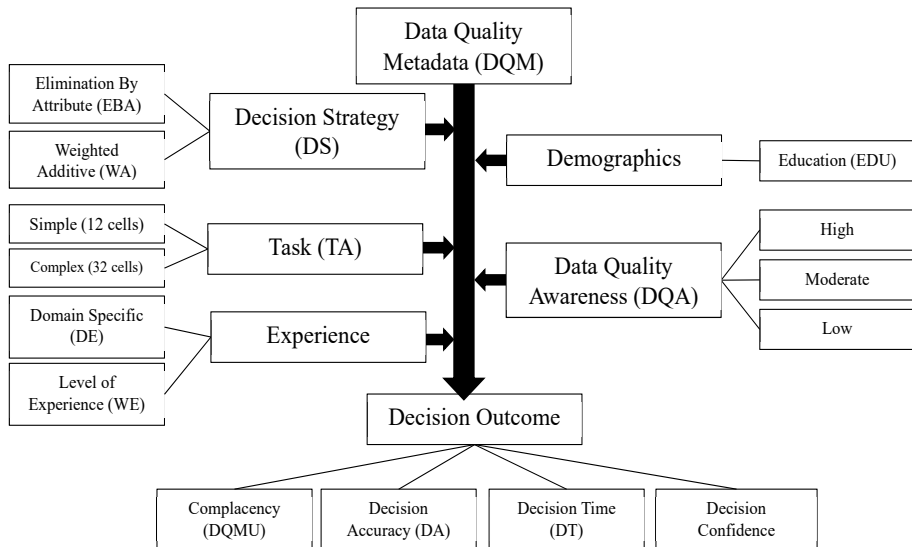 Data Quality
Metadata (DQM)
Elimination By
Attribute (EBA)
Weighted
Additive (WA)
Decision Strategy
(DS)
Demographics
Education (EDU)
Simple (12 cells)
Complex (32 cells)
Task (TA)
Data Quality
Awareness (DQA)
High
Moderate
Low
Domain Specific
(DE)
Level of
Experience (WE)
Experience
Decision Outcome
Complacency
(DQMU)
Decision
Accuracy (DA)
Decision Time
(DT)
Decision
Confidence